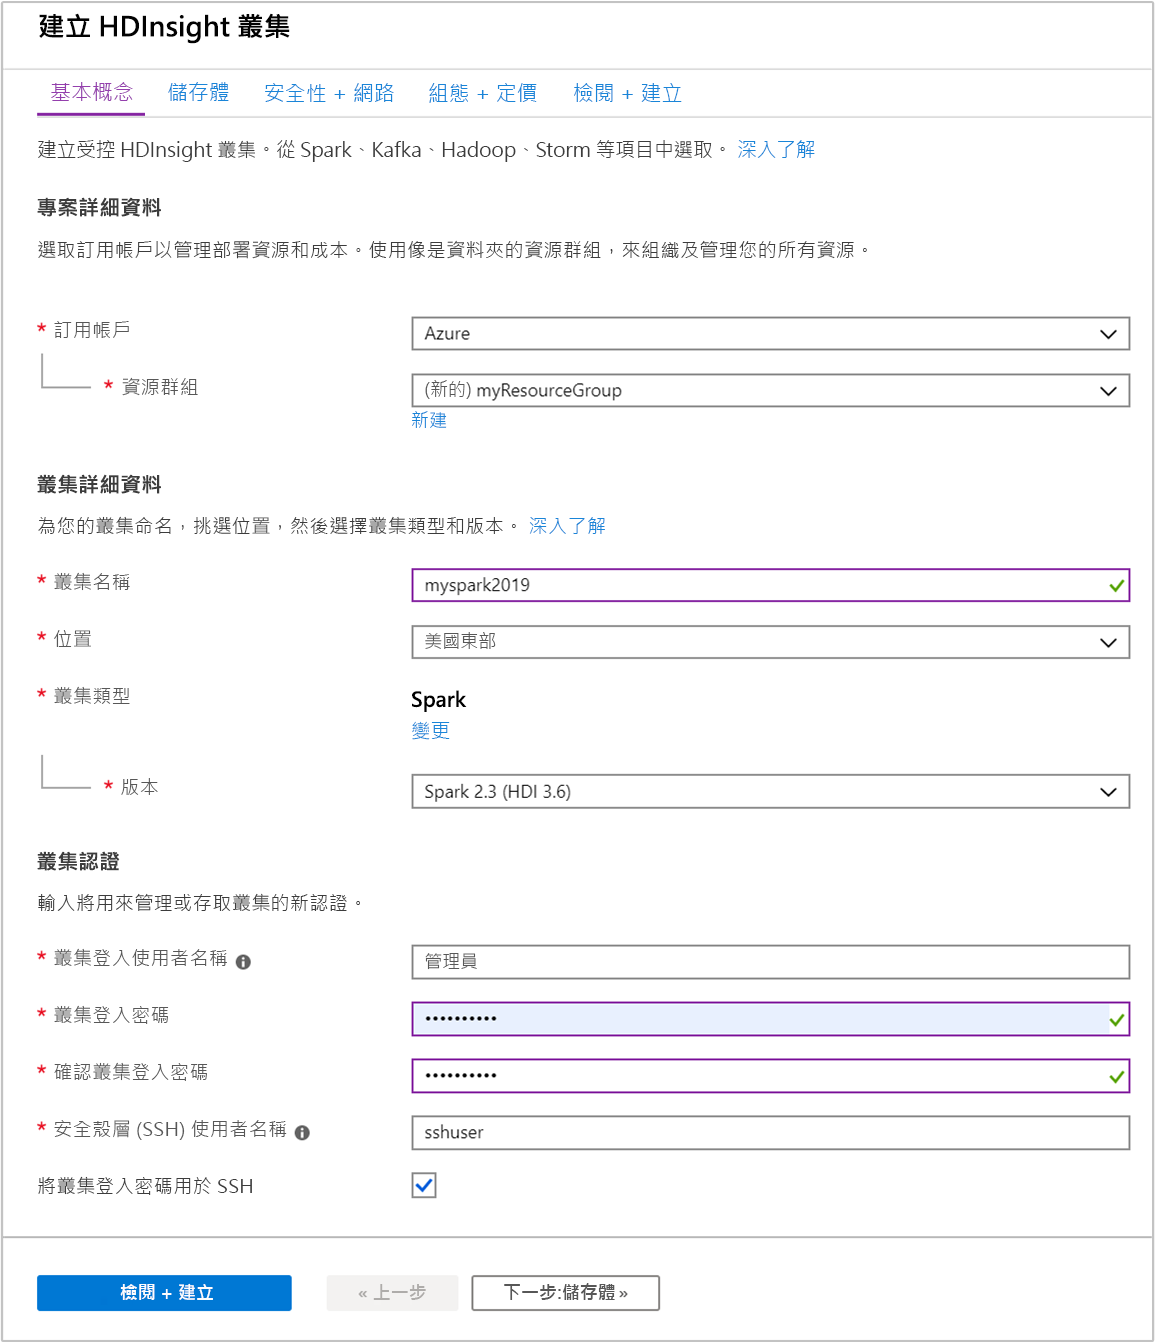 建立 HDInsight 叢集
基本概念 儲存體 安全性 + 網路 組態 + 定價 檢閱 + 建立
建立受控 HDInsight 叢集。從 Spark、Kafka、Hadoop、Storm 等項目中選取。 深入了解
專案詳細資料
選取訂用帳戶以管理部署資源和成本。使用像是資料夾的資源群組，來組織及管理您的所有資源。
* 訂用帳戶 Azure
* 資源群組 (新的) myResourceGroup
新建
叢集詳細資料
為您的叢集命名，挑選位置，然後選擇叢集類型和版本。 深入了解
* 叢集名稱 myspark2019
* 位置 美國東部
* 叢集類型 Spark
變更
* 版本 Spark 2.3 (HDI 3.6)
叢集認證
輸入將用來管理或存取叢集的新認證。
* 叢集登入使用者名稱 管理員
* 叢集登入密碼 ••••••••••
* 確認叢集登入密碼 ••••••••••
* 安全殼層 (SSH) 使用者名稱 sshuser
將叢集登入密碼用於 SSH
檢閱 + 建立 « 上一步 下一步:儲存體 »